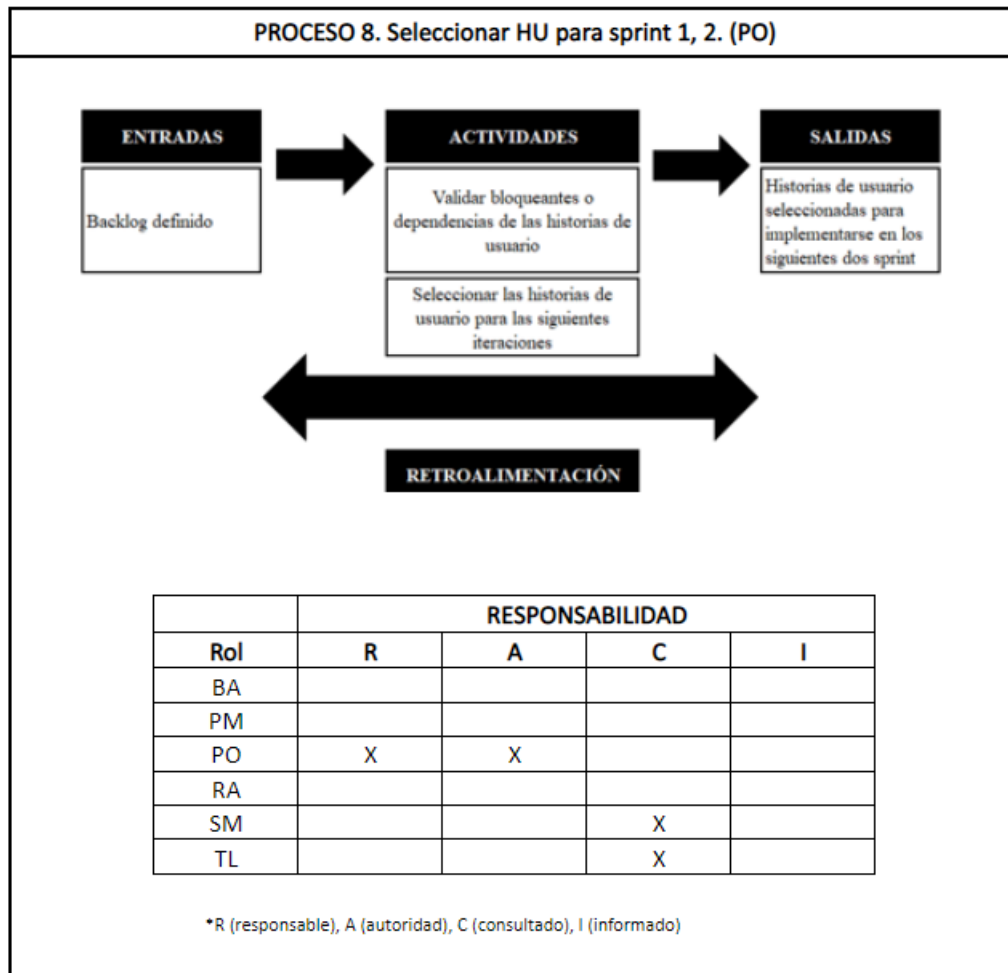 PROCESO 8. Seleccionar HU para sprint 1, 2. (PO)
ENTRADAS
Backlog definido
ACTIVIDADES
Validar bloqueantes o
dependencias de las historias de
usuario
Seleccionar las historias de
usuario para las siguientes
iteraciones
SALIDAS
Historias de usuario
seleccionadas para
implementarse en los
siguientes dos sprint
RETROALIMENTACIÓN
RESPONSABILIDAD
Rol R A C I
BA
PM
PO X X
RA
SM X
TL X
*R (responsable), A (autoridad), C (consultado), I (informado)